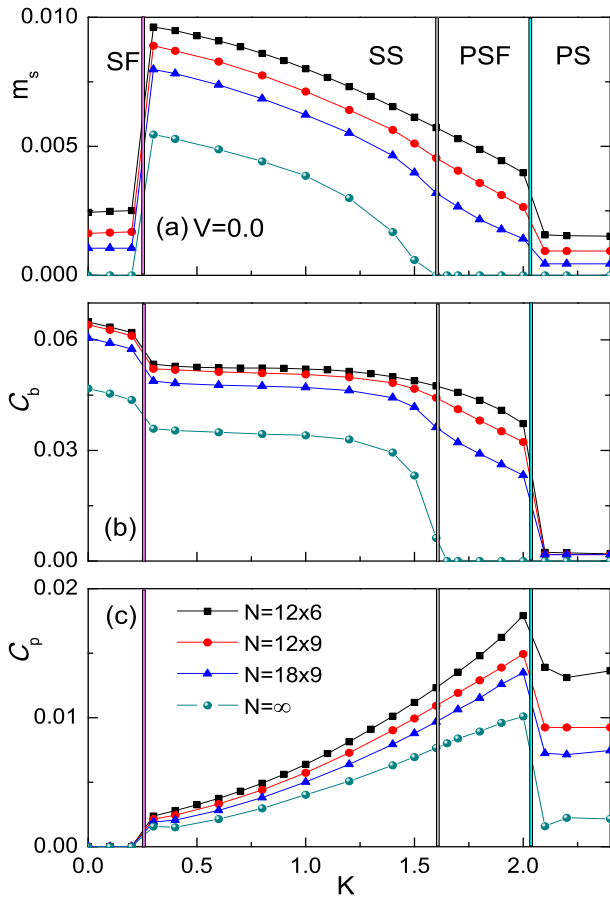 0.010
SF
SS
PSF
PS
m_s
0.005
(a) V=0.0
0.000
0.06
C_b
0.03
(b)
0.00
0.02
(c)
N=12x6
N=12x9
C_p
N=18x9
0.01
N=∞
0.00
0.0
0.5
1.0
1.5
2.0
K